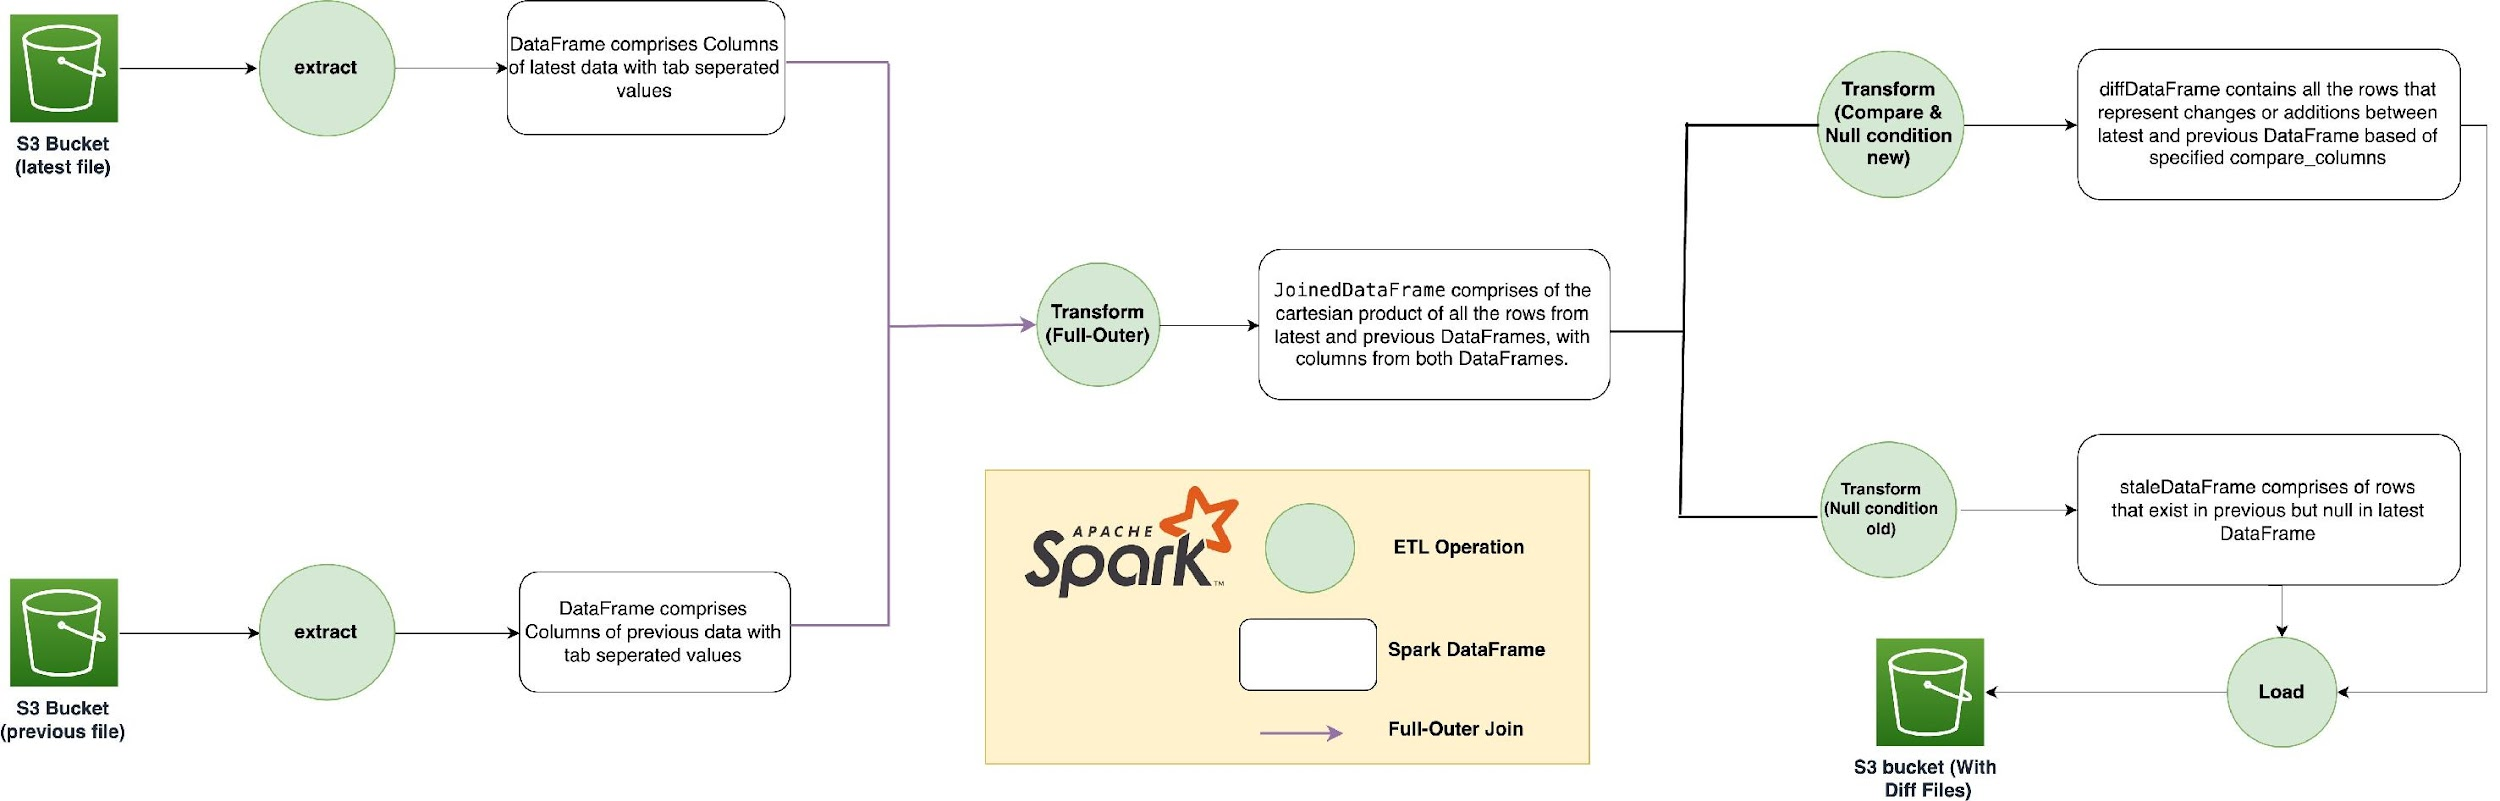 S3 Bucket
(latest file)
extract
DataFrame comprises Columns
of latest data with tab seperated
values
S3 Bucket
(previous file)
extract
DataFrame comprises
Columns of previous data with
tab seperated values
Transform
(Full-Outer)
JoinedDataFrame comprises of the
cartesian product of all the rows from
latest and previous DataFrames, with
columns from both DataFrames.
Transform
(Compare &
Null condition
new)
diffDataFrame contains all the rows that
represent changes or additions between
latest and previous DataFrame based of
specified compare_columns
Transform
(Null condition
old)
staleDataFrame comprises of rows
that exist in previous but null in latest
DataFrame
Load
S3 bucket (With
Diff Files)
APACHE
Spark™
ETL Operation
Spark DataFrame
Full-Outer Join